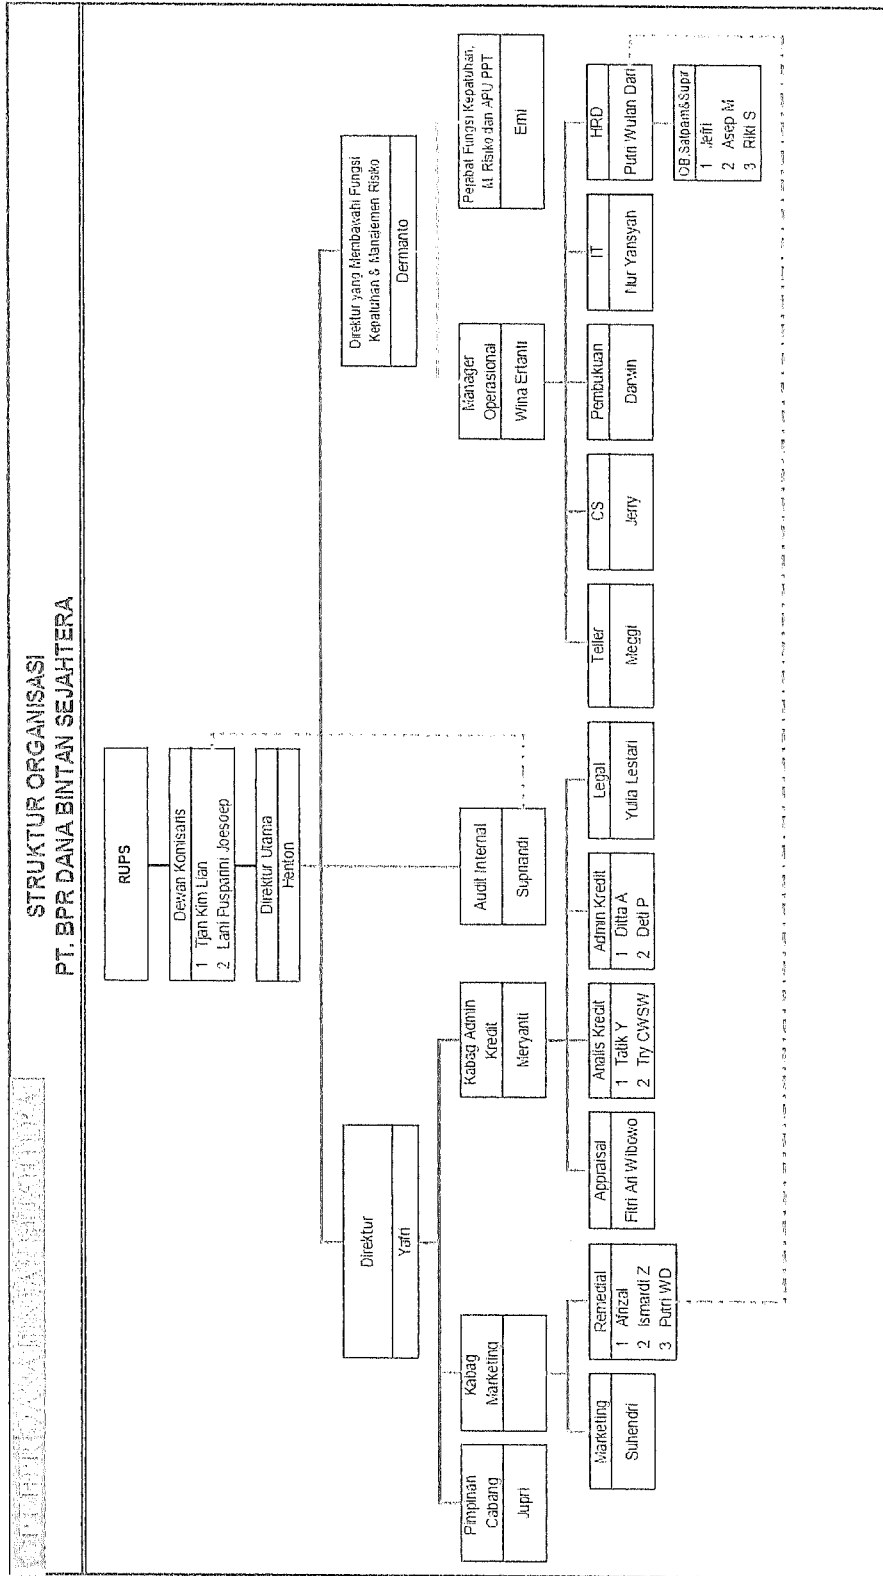 STRUKTUR ORGANISASI
PT. BPR DANA BINTAN SEJAHTERA
RUPS
Dewan Komisaris
1 Tjan Kim Lian
2 Lani Pusparini Joesoep
Direktur Utama
Henton
Direktur
Yafri
Direktur yang Membawahi Fungsi
Kepatuhan & Manajemen Risiko
Dermanto
Pimpinan
Cabang
Jupri
Kabag
Marketing
Kabag Admin
Kredit
Meryanti
Audit Internal
Supriandi
Manager
Operasional
Wina Ertanti
Pejabat Fungsi Kepatuhan,
M. Risiko dan APU PPT
Erni
Marketing
Suhendri
Remedial
1 Afrizal
2 Ismardi Z
3 Putri WD
Appraisal
Fitri Ari Wibowo
Analis Kredit
1 Tatik Y
2 Try CWSW
Admin Kredit
1 Ditta A
2 Deti P
Legal
Yulia Lestari
Teller
Meggi
CS
Jerry
Pembukuan
Darwin
IT
Nur Yansyah
HRD
Putri Wulan Dari
OB,Satpam&Supir
1 Jefri
2 Asep M
3 Riki S